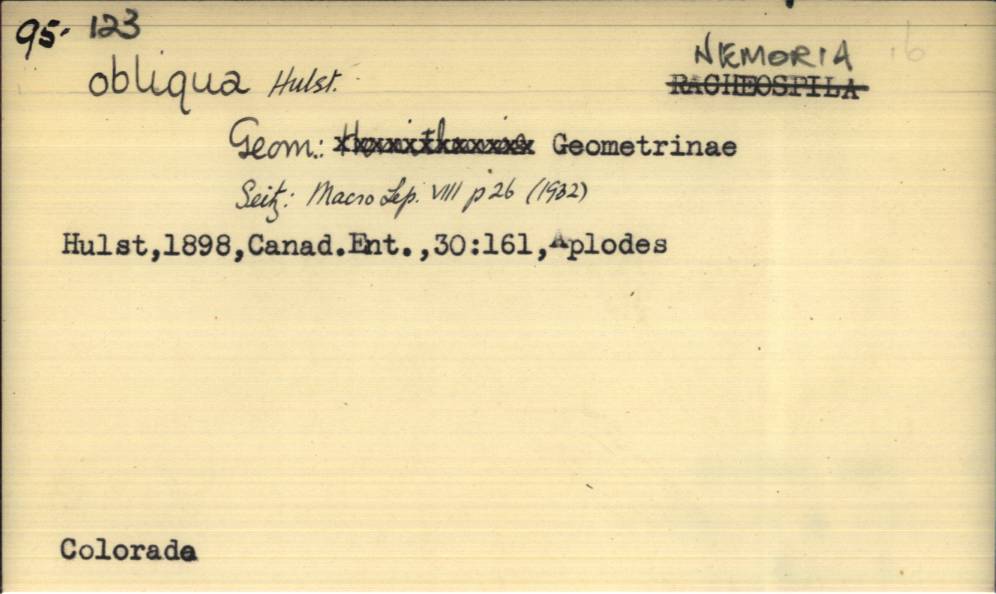 95. 123
obliqua Hulst. NEMORIA 16
RACHEOSPILA
Geom.: Geometrinae
Seitz: Macro Lep. VIII p 26 (1932)
Hulst,1898,Canad.Ent.,30:161,Aplodes
Colorado